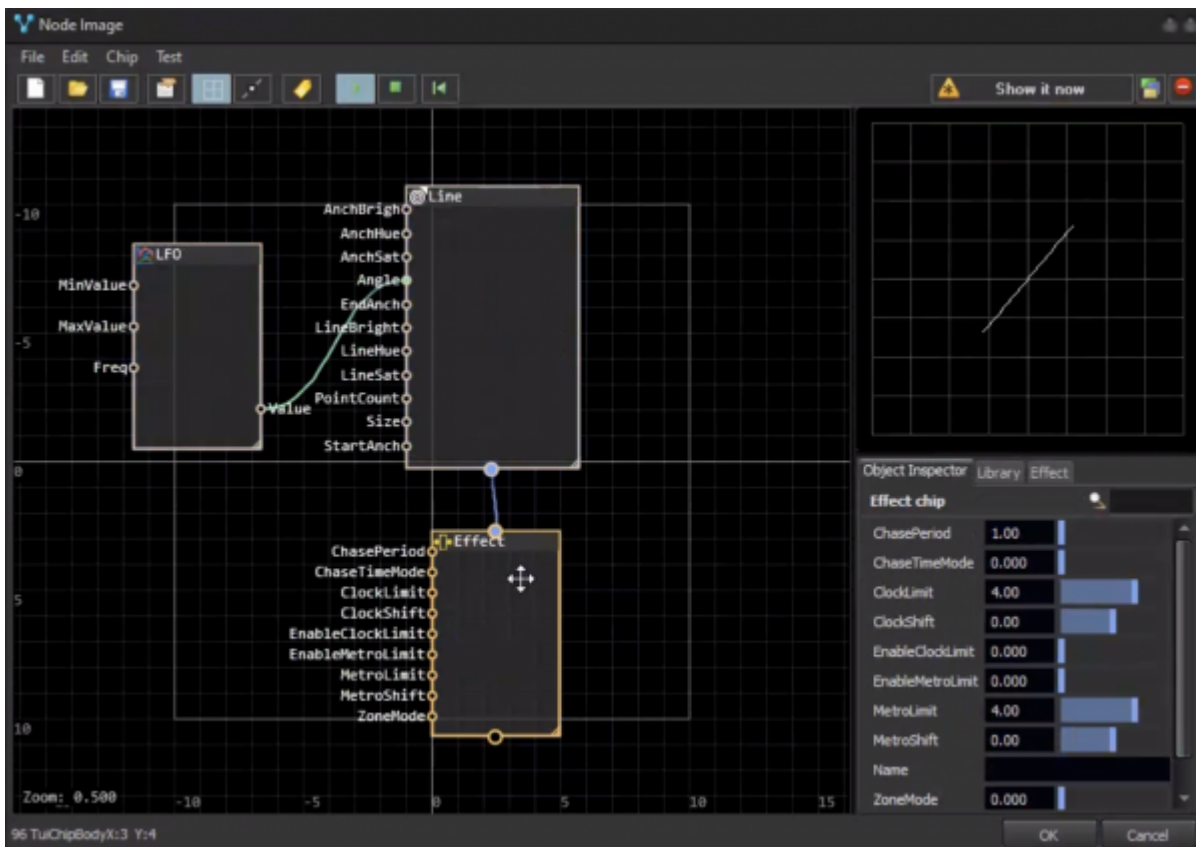 Node Image
File Edit Chip Test
Show it now
-10
-5
0
5
10
LFO
MinValue
MaxValue
Freq
Value
Line
AnchBrigh
AnchHue
AnchSat
Angle
EndAnch
LineBright
LineHue
LineSat
PointCount
Size
StartAnch
Effect
ChasePeriod
ChaseTimeMode
ClockLimit
ClockShift
EnableClockLimit
EnableMetroLimit
MetroLimit
MetroShift
ZoneMode
Zoom: 0.500
-10 -5 0 5 10 15
Object Inspector Library Effect
Effect chip
ChasePeriod 1.00
ChaseTimeMode 0.000
ClockLimit 4.00
ClockShift 0.00
EnableClockLimit 0.000
EnableMetroLimit 0.000
MetroLimit 4.00
MetroShift 0.00
Name
ZoneMode 0.000
96 TuiChipBodyX:3 Y:4
OK Cancel